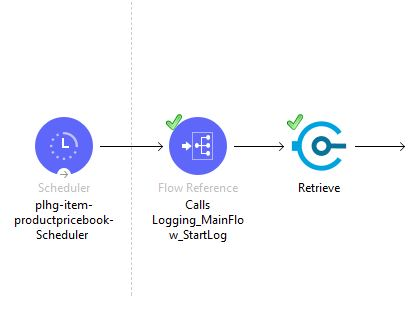 Scheduler
plhg-item-
productpricebook-
Scheduler
Flow Reference
Calls
Logging_MainFlo
w_StartLog
Retrieve